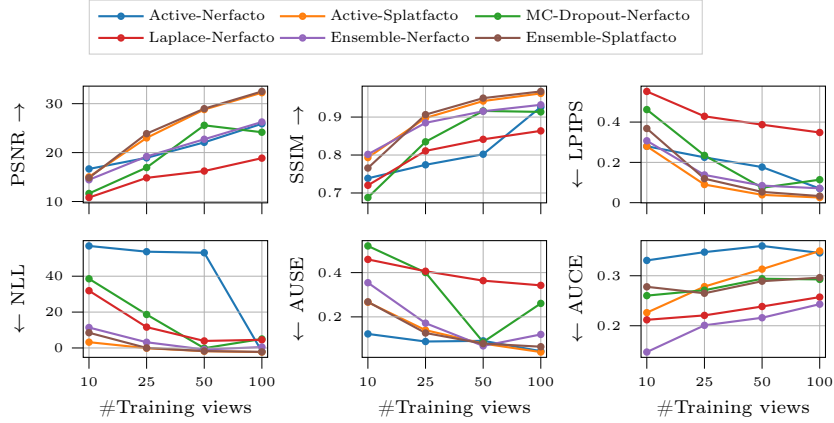 Active-Nerfacto Active-Splatfacto MC-Dropout-Nerfacto
Laplace-Nerfacto Ensemble-Nerfacto Ensemble-Splatfacto
PSNR →
30
20
10
SSIM →
0.9
0.8
0.7
← LPIPS
0.4
0.2
0
← NLL
40
20
0
10 25 50 100
#Training views
← AUSE
0.4
0.2
10 25 50 100
#Training views
← AUCE
0.3
0.2
10 25 50 100
#Training views